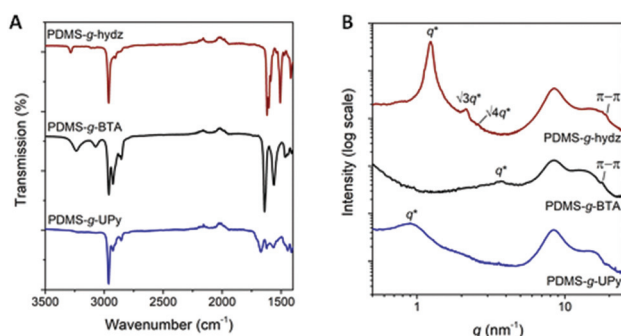 A
PDMS-g-hydz
PDMS-g-BTA
PDMS-g-UPy
Transmission (%)
3500 3000 2500 2000 1500
Wavenumber (cm⁻¹)
B
q*
√3q*
√4q*
π–π
PDMS-g-hydz
q*
π–π
PDMS-g-BTA
q*
PDMS-g-UPy
Intensity (log scale)
1 10
q (nm⁻¹)